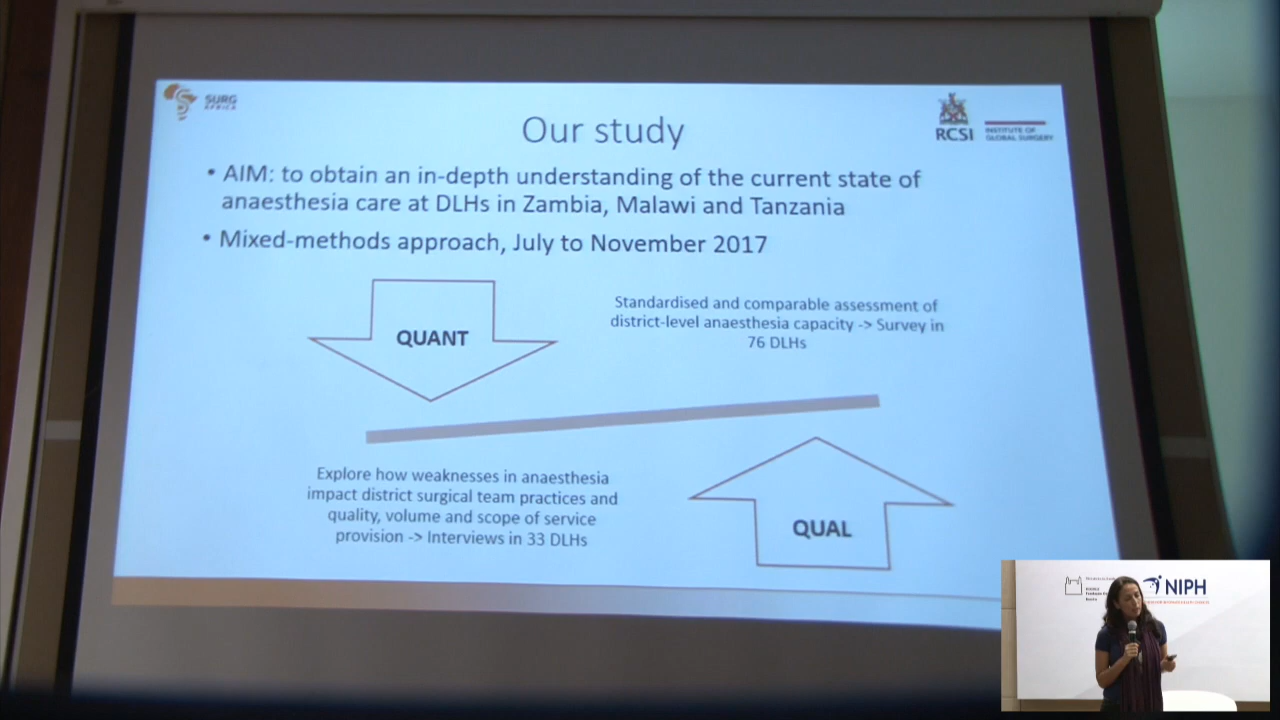 SURG
AFRICA
RCSI
INSTITUTE OF
GLOBAL SURGERY
Our study
• AIM: to obtain an in-depth understanding of the current state of
anaesthesia care at DLHs in Zambia, Malawi and Tanzania
• Mixed-methods approach, July to November 2017
QUANT
Standardised and comparable assessment of
district-level anaesthesia capacity -> Survey in
76 DLHs
Explore how weaknesses in anaesthesia
impact district surgical team practices and
quality, volume and scope of service
provision -> Interviews in 33 DLHs
QUAL
NIPH